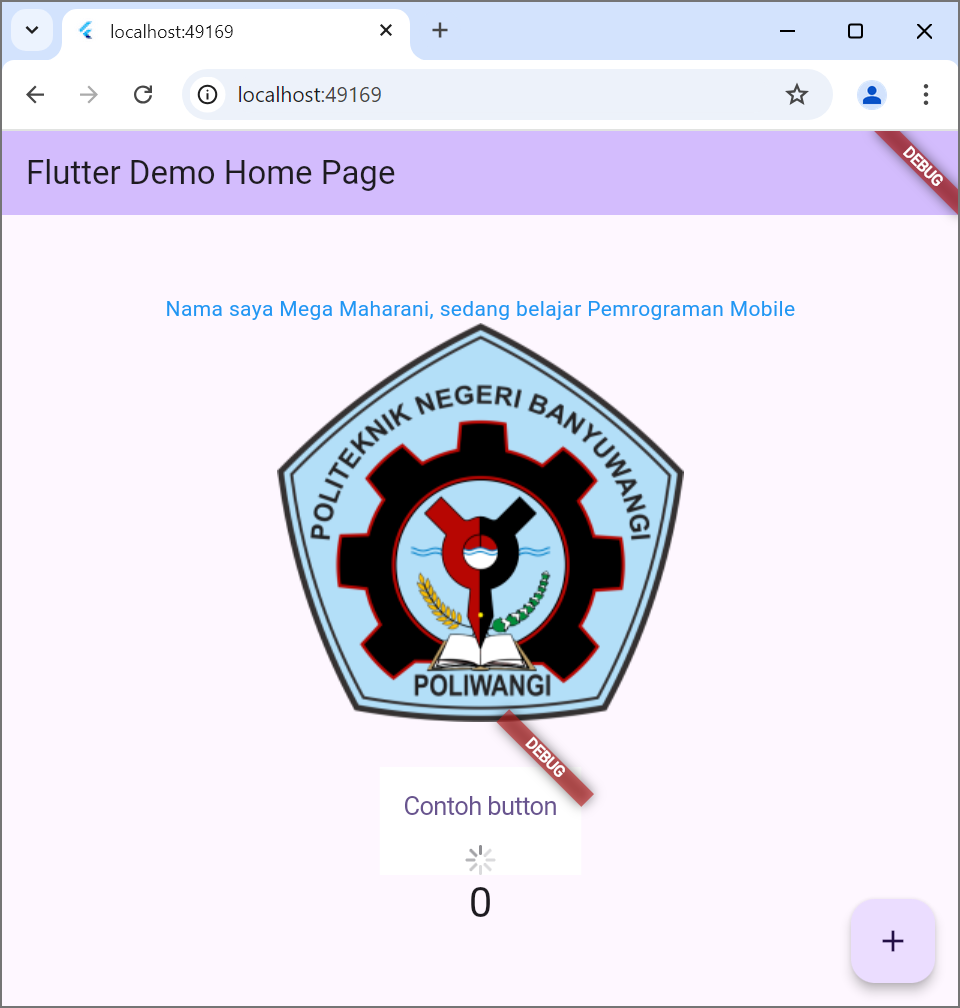 localhost:49169
localhost:49169
Flutter Demo Home Page
DEBUG
Nama saya Mega Maharani, sedang belajar Pemrograman Mobile
POLITEKNIK NEGERI BANYUWANGI
POLIWANGI
DEBUG
Contoh button
0